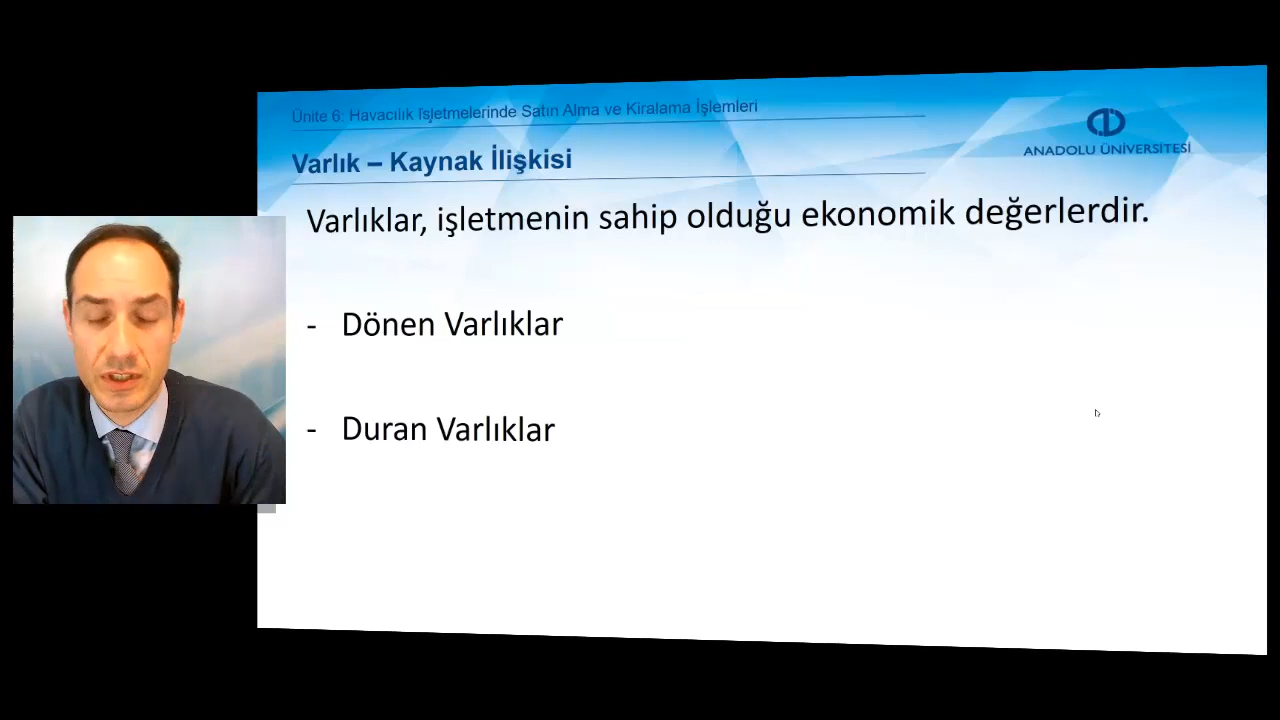 Ünite 6: Havacılık İşletmelerinde Satın Alma ve Kiralama İşlemleri
ANADOLU ÜNİVERSİTESİ
Varlık – Kaynak İlişkisi
Varlıklar, işletmenin sahip olduğu ekonomik değerlerdir.
- Dönen Varlıklar
- Duran Varlıklar